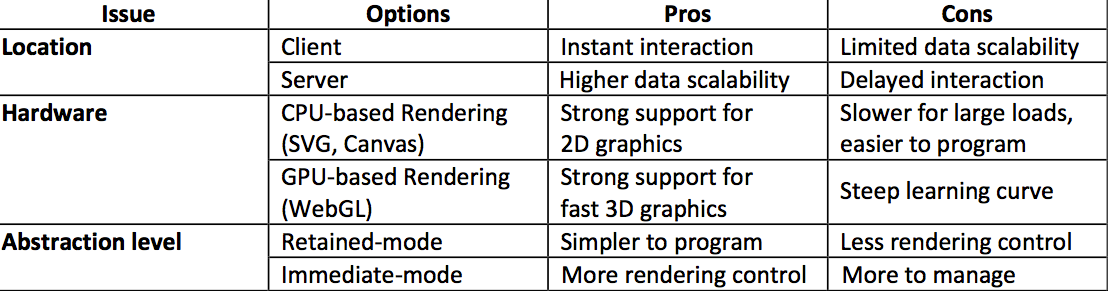 Issue Options Pros Cons
Location Client Instant interaction Limited data scalability
Server Higher data scalability Delayed interaction
Hardware CPU-based Rendering Strong support for Slower for large loads,
(SVG, Canvas) 2D graphics easier to program
GPU-based Rendering Strong support for Steep learning curve
(WebGL) fast 3D graphics
Abstraction level Retained-mode Simpler to program Less rendering control
Immediate-mode More rendering control More to manage